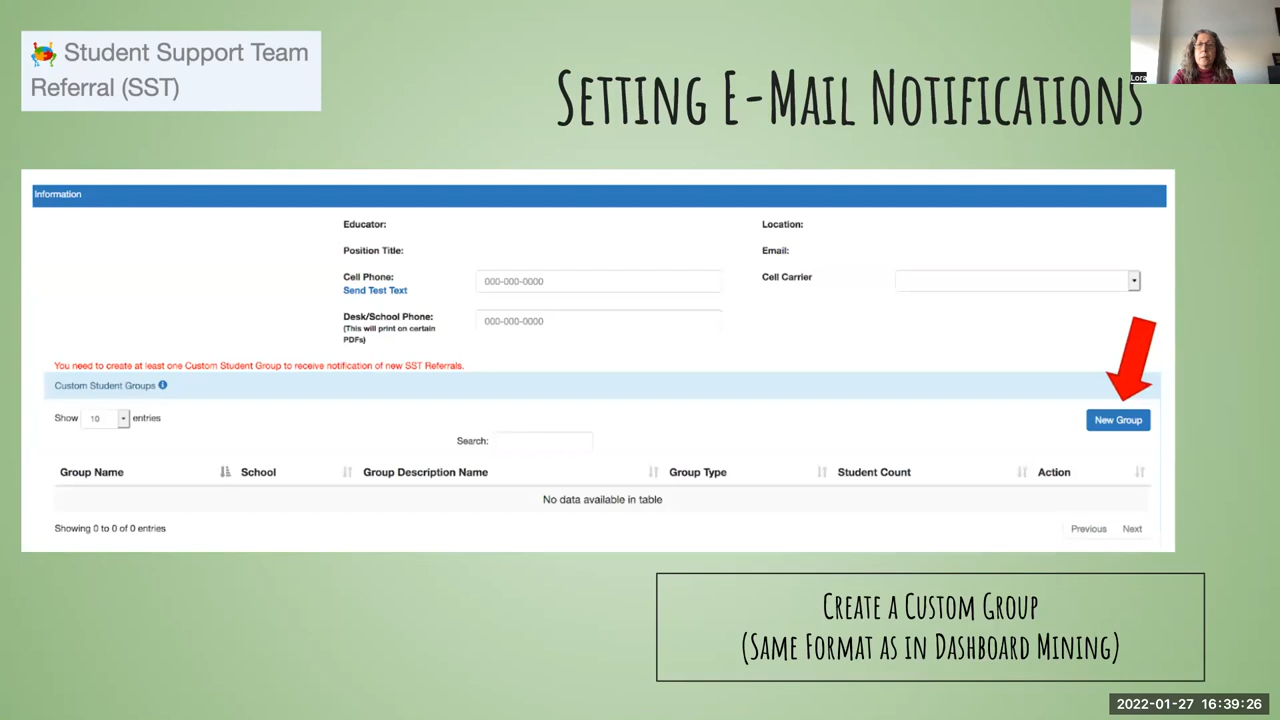 Student Support Team
Referral (SST)
Setting E-Mail Notifications
Lora
Information
Educator:
Location:
Position Title:
Email:
Cell Phone:
000-000-0000
Cell Carrier
Send Test Text
Desk/School Phone:
000-000-0000
(This will print on certain
PDFs)
You need to create at least one Custom Student Group to receive notification of new SST Referrals.
Custom Student Groups
Show 10 entries
New Group
Search:
Group Name School Group Description Name Group Type Student Count Action
No data available in table
Showing 0 to 0 of 0 entries
Previous Next
Create a Custom Group
(Same Format as in Dashboard Mining)
2022-01-27 16:39:26